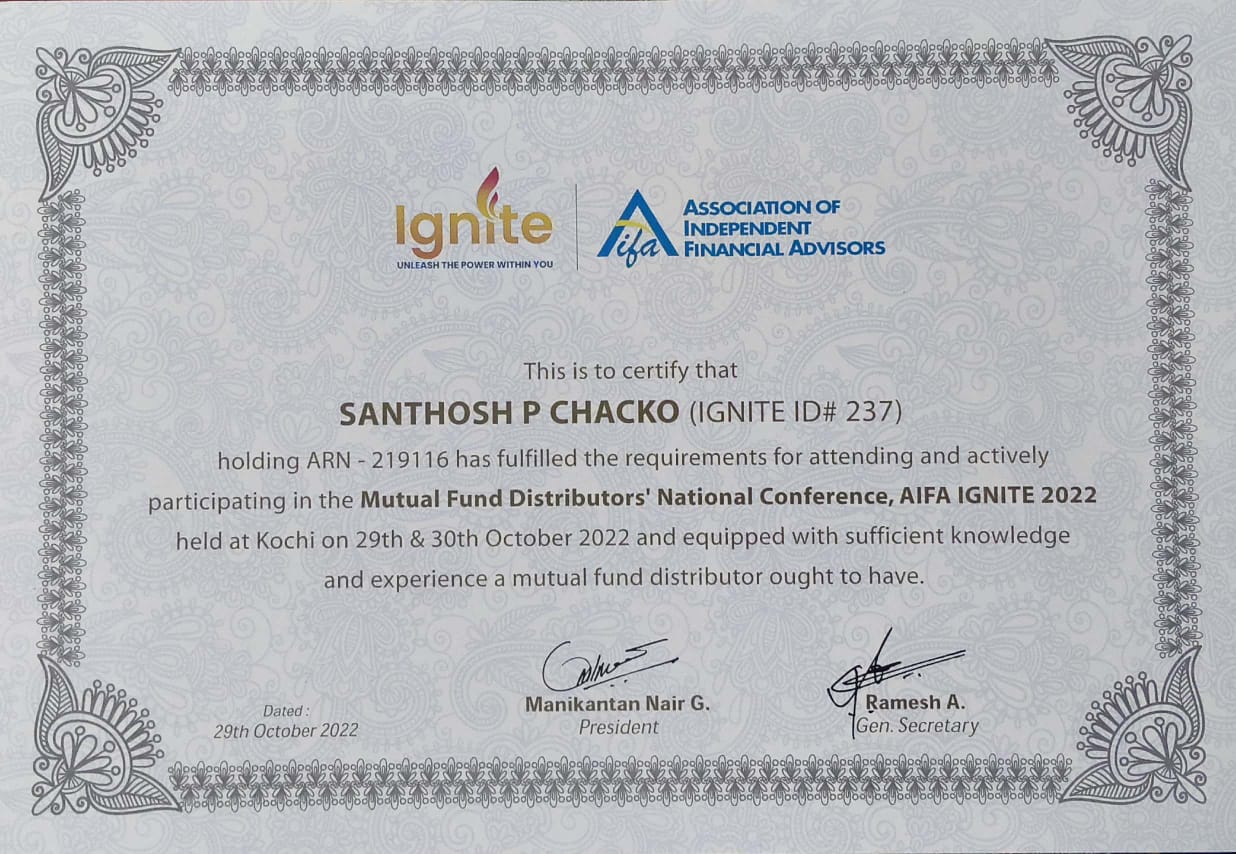 Ignite
UNLEASH THE POWER WITHIN YOU
Aifa
ASSOCIATION OF
INDEPENDENT
FINANCIAL ADVISORS
This is to certify that
SANTHOSH P CHACKO (IGNITE ID# 237)
holding ARN - 219116 has fulfilled the requirements for attending and actively
participating in the Mutual Fund Distributors' National Conference, AIFA IGNITE 2022
held at Kochi on 29th & 30th October 2022 and equipped with sufficient knowledge
and experience a mutual fund distributor ought to have.
Dated :
29th October 2022
Manikantan Nair G.
President
Ramesh A.
Gen. Secretary